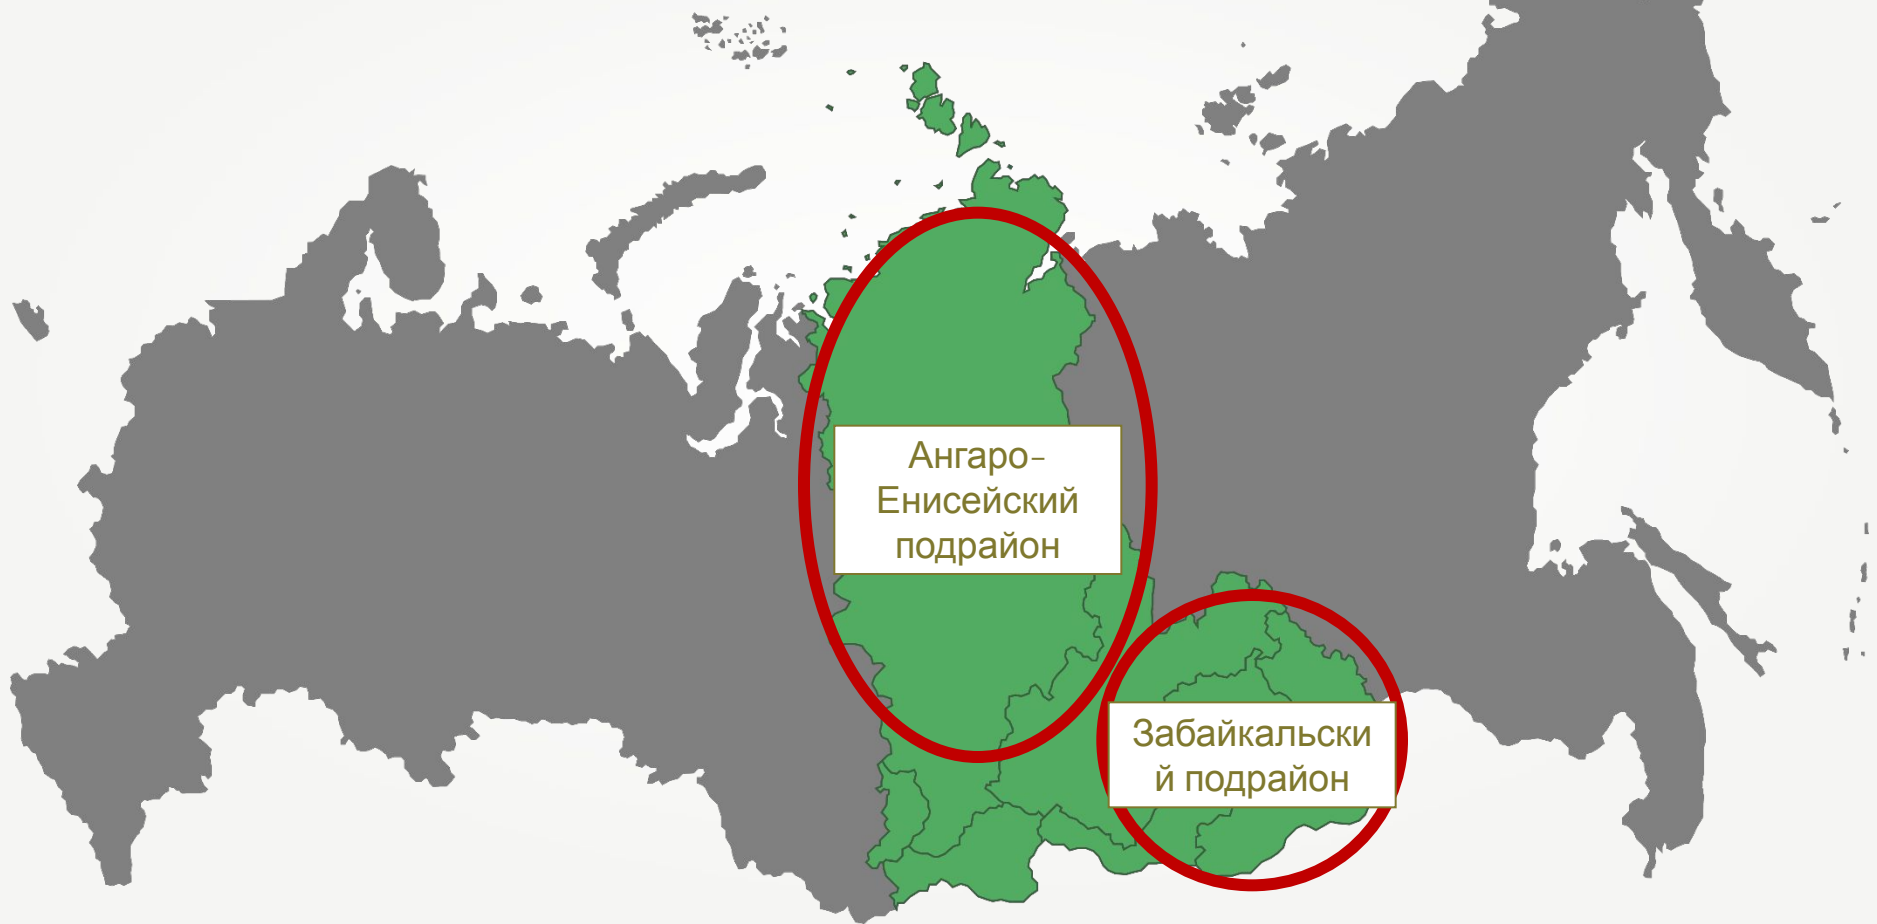 Ангаро–
Енисейский
подрайон
Забайкальски
й подрайон